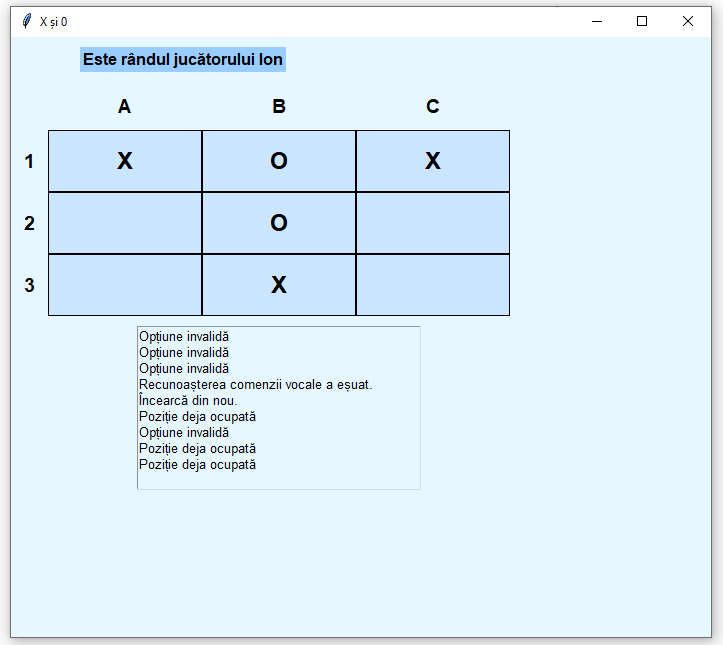 X și 0
Este rândul jucătorului Ion
A B C
1 X O X
2 O
3 X
Opțiune invalidă
Opțiune invalidă
Opțiune invalidă
Recunoașterea comenzii vocale a eșuat.
Încearcă din nou.
Poziție deja ocupată
Opțiune invalidă
Poziție deja ocupată
Poziție deja ocupată